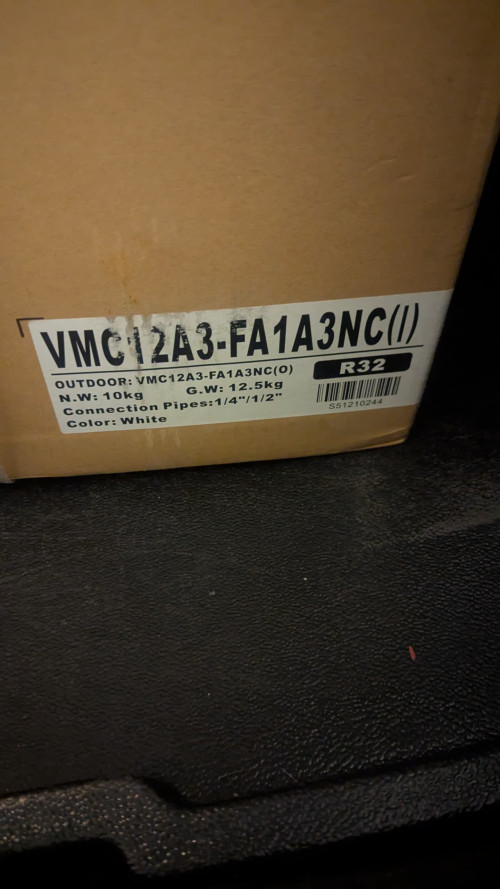 VMC12A3-FA1A3NC(I)
OUTDOOR: VMC12A3-FA1A3NC(O)
R32
N.W: 10kg G.W: 12.5kg
Connection Pipes:1/4"/1/2"
S51210244
Color: White